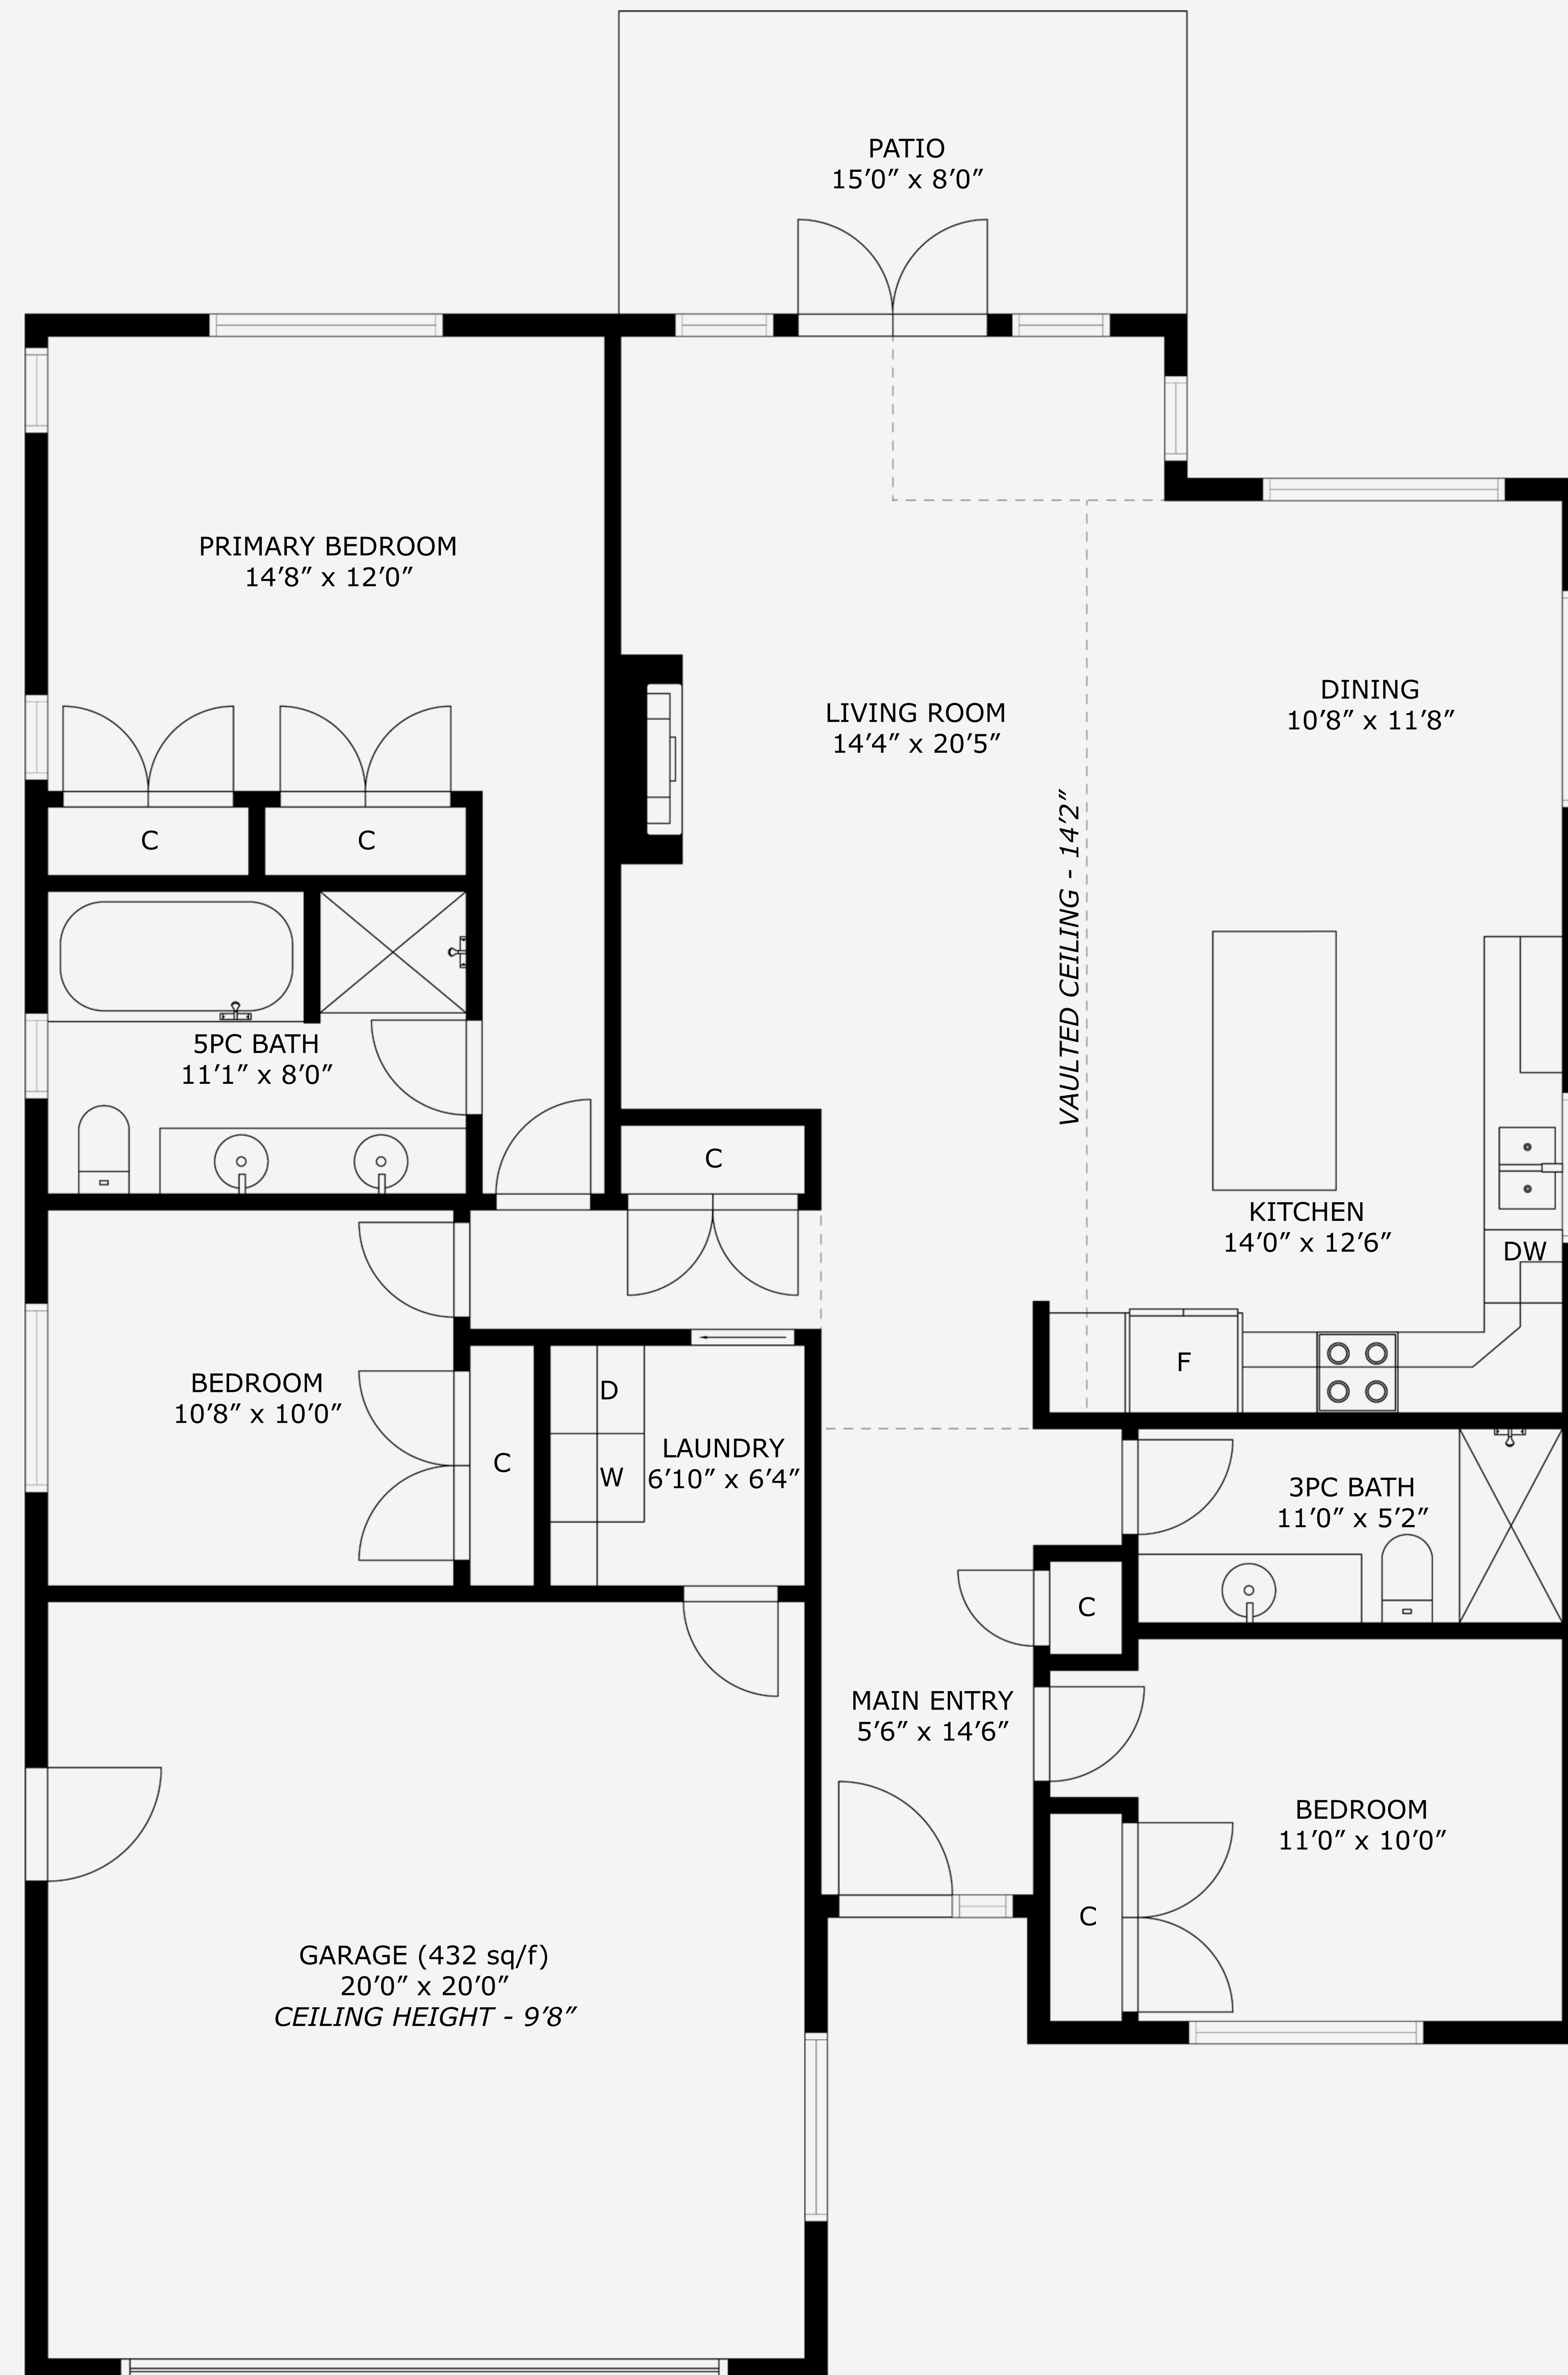 PATIO
15’0” x 8’0”
PRIMARY BEDROOM
14’8” x 12’0”
LIVING ROOM
14’4” x 20’5”
DINING
10’8” x 11’8”
VAULTED CEILING - 14’2”
C
C
5PC BATH
11’1” x 8’0”
C
KITCHEN
14’0” x 12’6”
DW
F
BEDROOM
10’8” x 10’0”
C
D
W
LAUNDRY
6’10” x 6’4”
3PC BATH
11’0” x 5’2”
C
MAIN ENTRY
5’6” x 14’6”
BEDROOM
11’0” x 10’0”
C
GARAGE (432 sq/f)
20’0” x 20’0”
CEILING HEIGHT - 9’8”